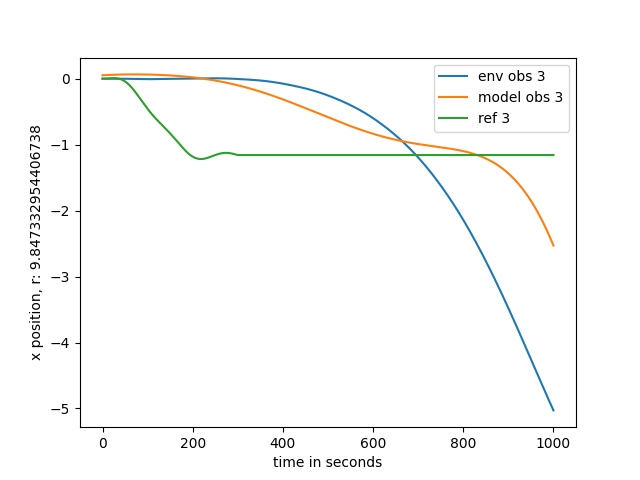 env obs 3
model obs 3
ref 3
0
−1
−2
−3
−4
−5
x position, r: 9.847332954406738
0 200 400 600 800 1000
time in seconds